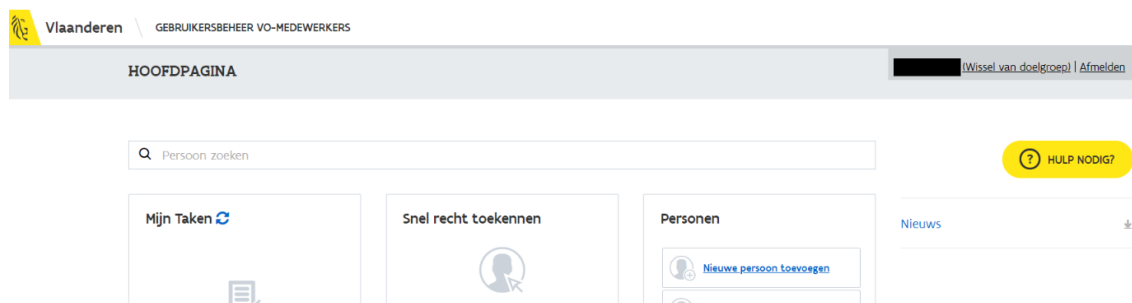 Vlaanderen
GEBRUIKERSBEHEER VO-MEDEWERKERS
HOOFDPAGINA
(Wissel van doelgroep) | Afmelden
Persoon zoeken
? HULP NODIG?
Mijn Taken
Snel recht toekennen
Personen
Nieuws
Nieuwe persoon toevoegen